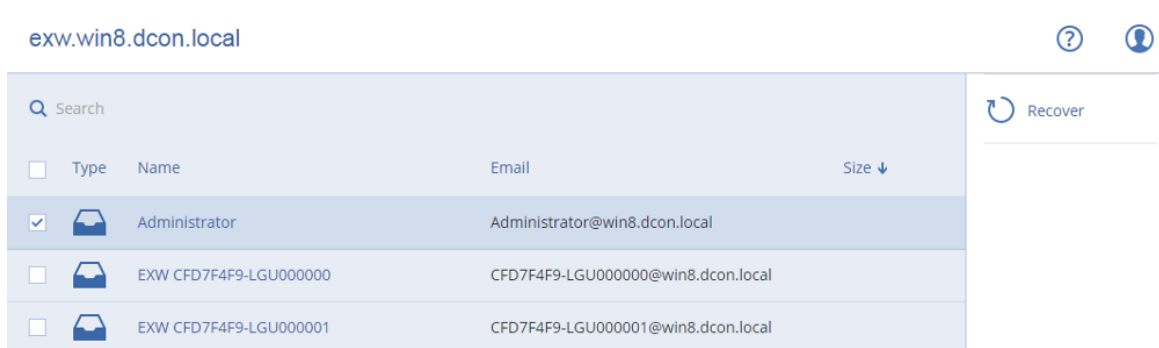 exw.win8.dcon.local
Search
Recover
Type Name Email Size
Administrator Administrator@win8.dcon.local
EXW CFD7F4F9-LGU000000 CFD7F4F9-LGU000000@win8.dcon.local
EXW CFD7F4F9-LGU000001 CFD7F4F9-LGU000001@win8.dcon.local